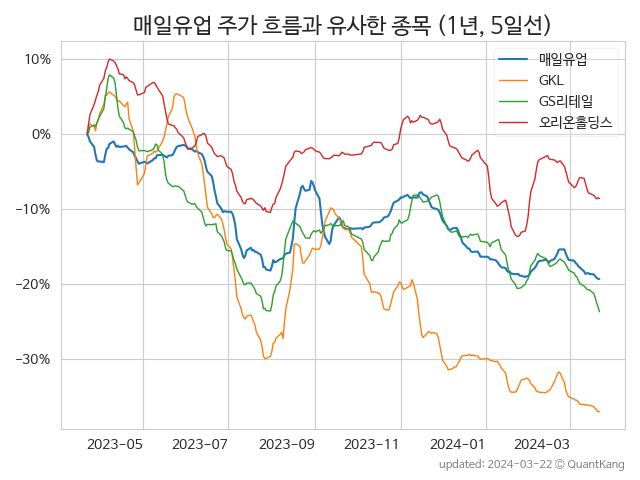 매일유업 주가 흐름과 유사한 종목 (1년, 5일선)
매일유업
GKL
GS리테일
오리온홀딩스
10%
0%
−10%
−20%
−30%
2023-05
2023-07
2023-09
2023-11
2024-01
2024-03
updated: 2024-03-22 © QuantKang